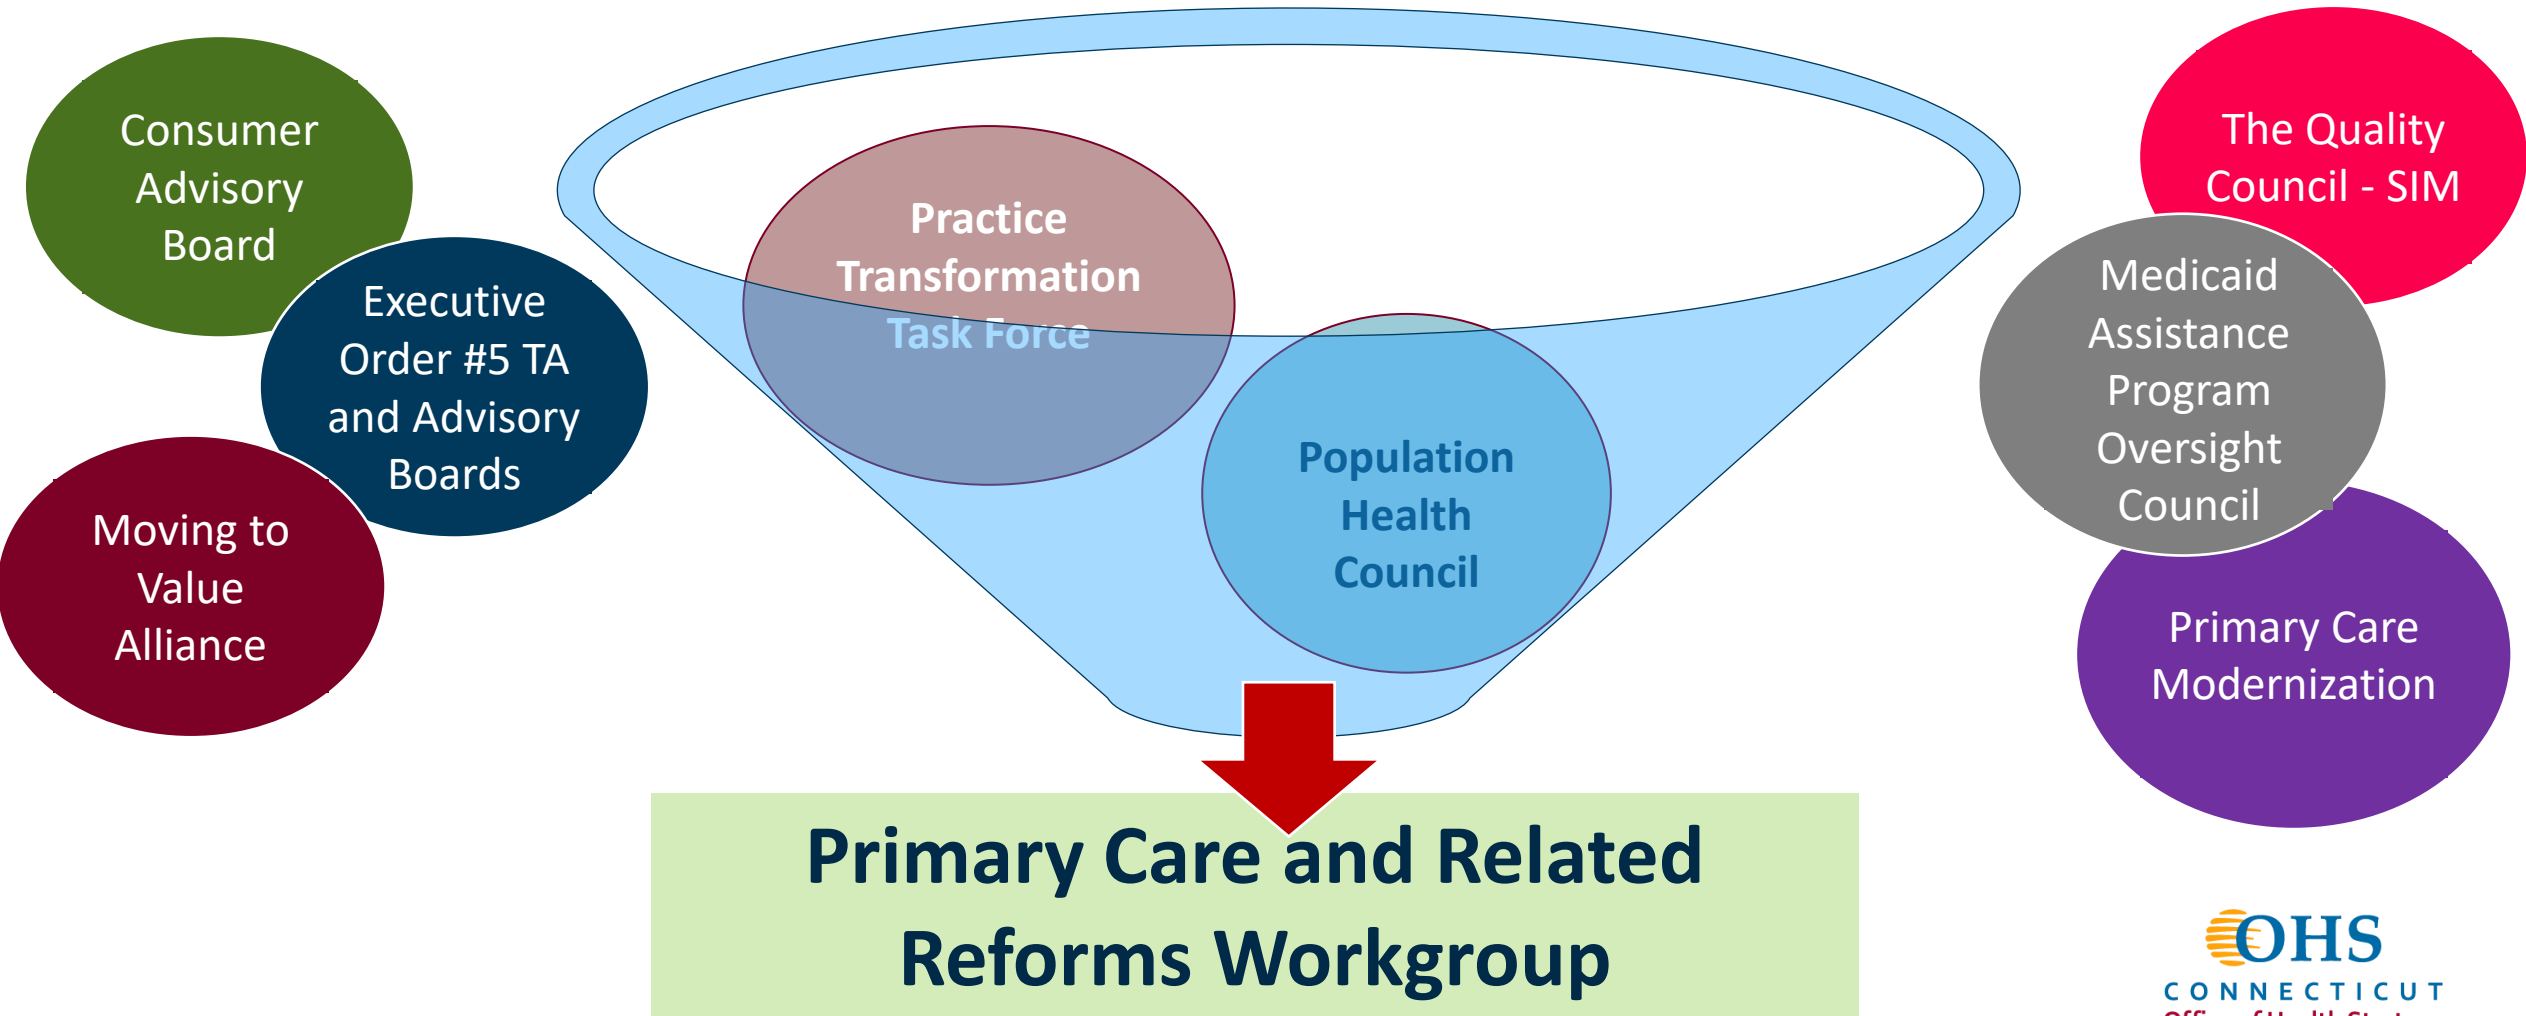 Consumer
Advisory
Board
Executive
Order #5 TA
and Advisory
Boards
Moving to
Value
Alliance
Practice
Transformation
Task Force
Population
Health
Council
The Quality
Council - SIM
Medicaid
Assistance
Program
Oversight
Council
Primary Care
Modernization
Primary Care and Related
Reforms Workgroup
OHS
CONNECTICUT